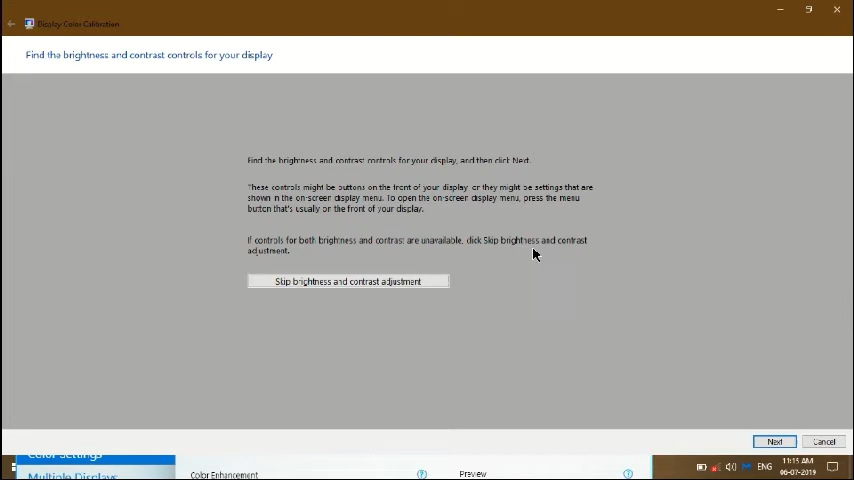 Display Color Calibration
Find the brightness and contrast controls for your display
Find the brightness and contrast controls for your display, and then click Next.
These controls might be buttons on the front of your display, or they might be settings that are
shown in the on-screen display menu. To open the on-screen display menu, press the menu
button that's usually on the front of your display.
If controls for both brightness and contrast are unavailable, click Skip brightness and contrast
adjustment.
Skip brightness and contrast adjustment
Next
Cancel
Color Settings
Multiple Displays
Color Enhancement
Preview
ENG
11:15 AM
06-07-2019